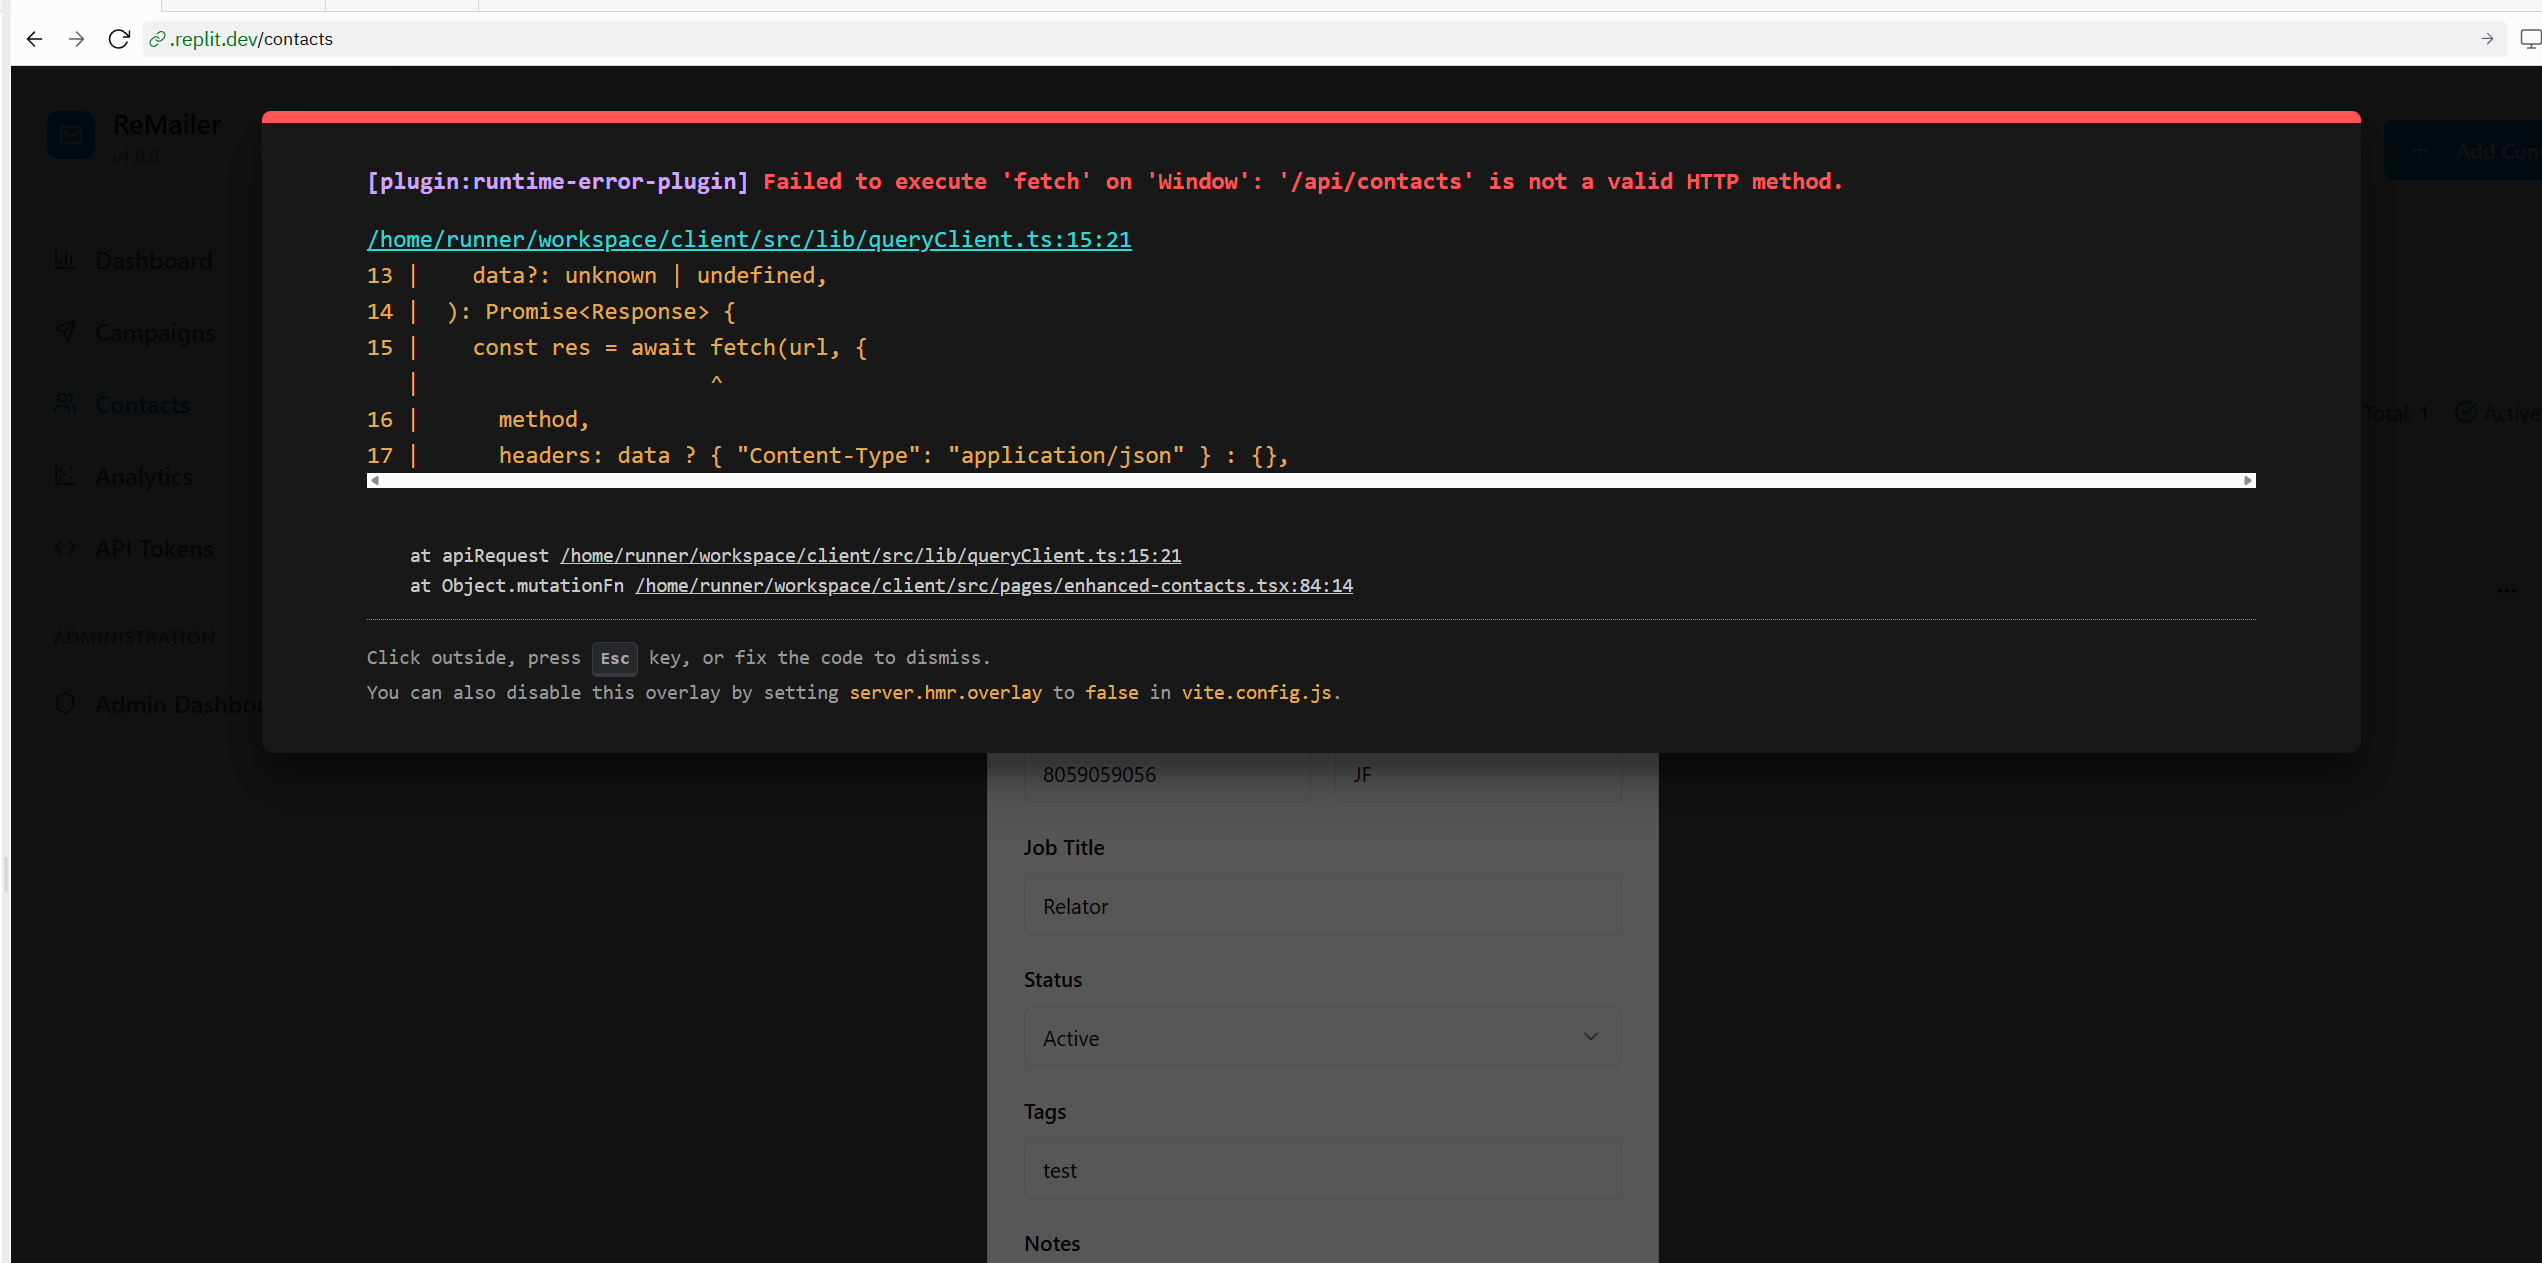 .replit.dev/contacts
ReMailer
v1.0.0
Add Con
[plugin:runtime-error-plugin] Failed to execute 'fetch' on 'Window': '/api/contacts' is not a valid HTTP method.
/home/runner/workspace/client/src/lib/queryClient.ts:15:21
13 |    data?: unknown | undefined,
14 |  ): Promise<Response> {
15 |    const res = await fetch(url, {
   |                      ^
16 |      method,
17 |      headers: data ? { "Content-Type": "application/json" } : {},
at apiRequest /home/runner/workspace/client/src/lib/queryClient.ts:15:21
at Object.mutationFn /home/runner/workspace/client/src/pages/enhanced-contacts.tsx:84:14
Click outside, press Esc key, or fix the code to dismiss.
You can also disable this overlay by setting server.hmr.overlay to false in vite.config.js.
Dashboard
Campaigns
Contacts
Analytics
API Tokens
ADMINISTRATION
Admin Dashboa
Total: 1 Active
8059059056 JF
Job Title
Relator
Status
Active
Tags
test
Notes